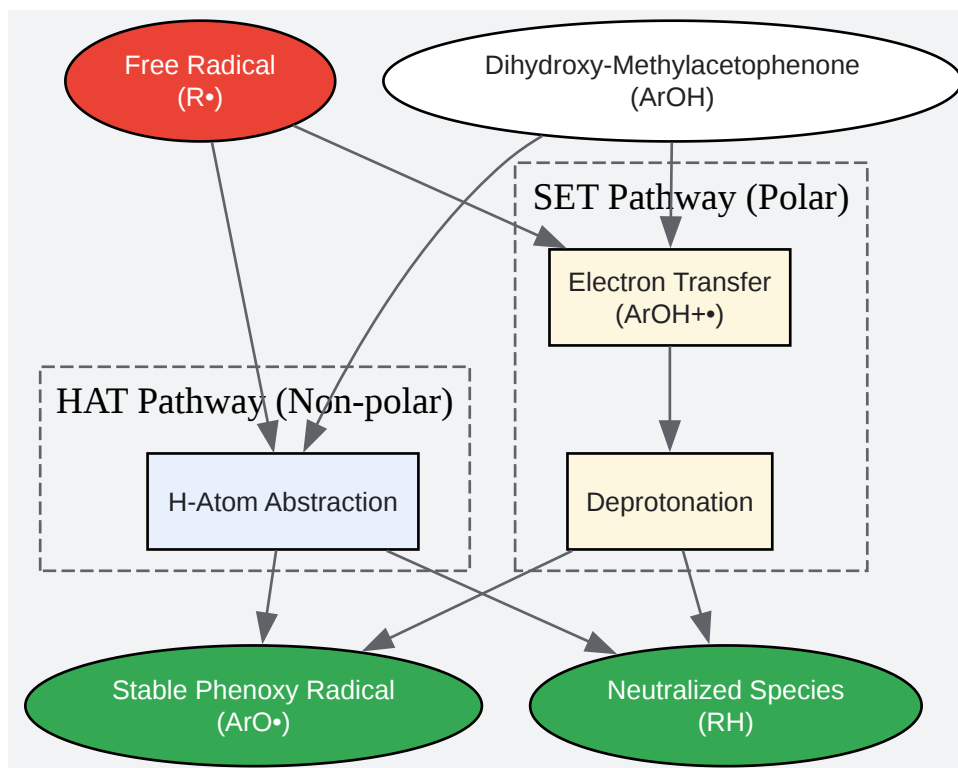 Free Radical
(R•)
Dihydroxy-Methylacetophenone
(ArOH)
SET Pathway (Polar)
Electron Transfer
(ArOH+•)
HAT Pathway (Non-polar)
H-Atom Abstraction
Deprotonation
Stable Phenoxy Radical
(ArO•)
Neutralized Species
(RH)